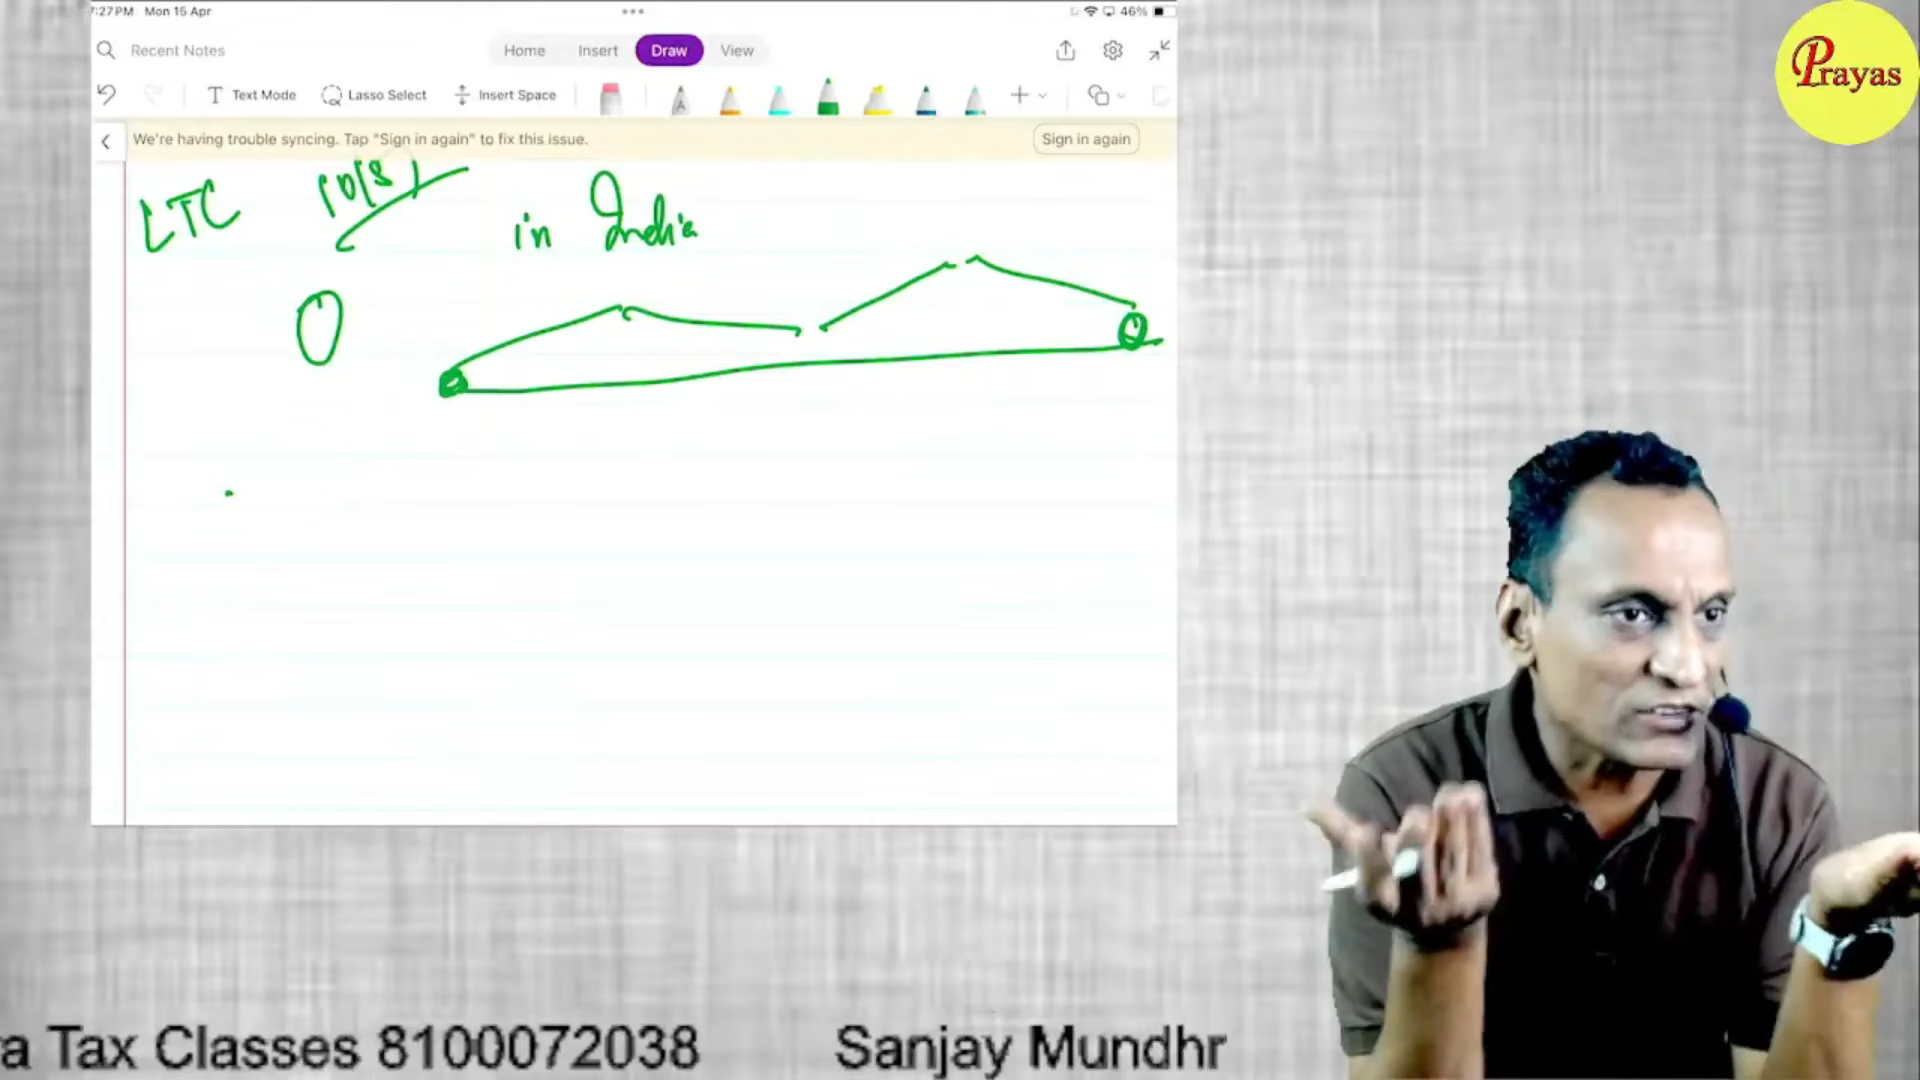 7:27PM Mon 15 Apr
46%
Recent Notes
Home Insert Draw View
Text Mode Lasso Select Insert Space
We're having trouble syncing. Tap "Sign in again" to fix this issue.
Sign in again
Prayas
LTC 10(5)
in India
a Tax Classes 8100072038 Sanjay Mundhr